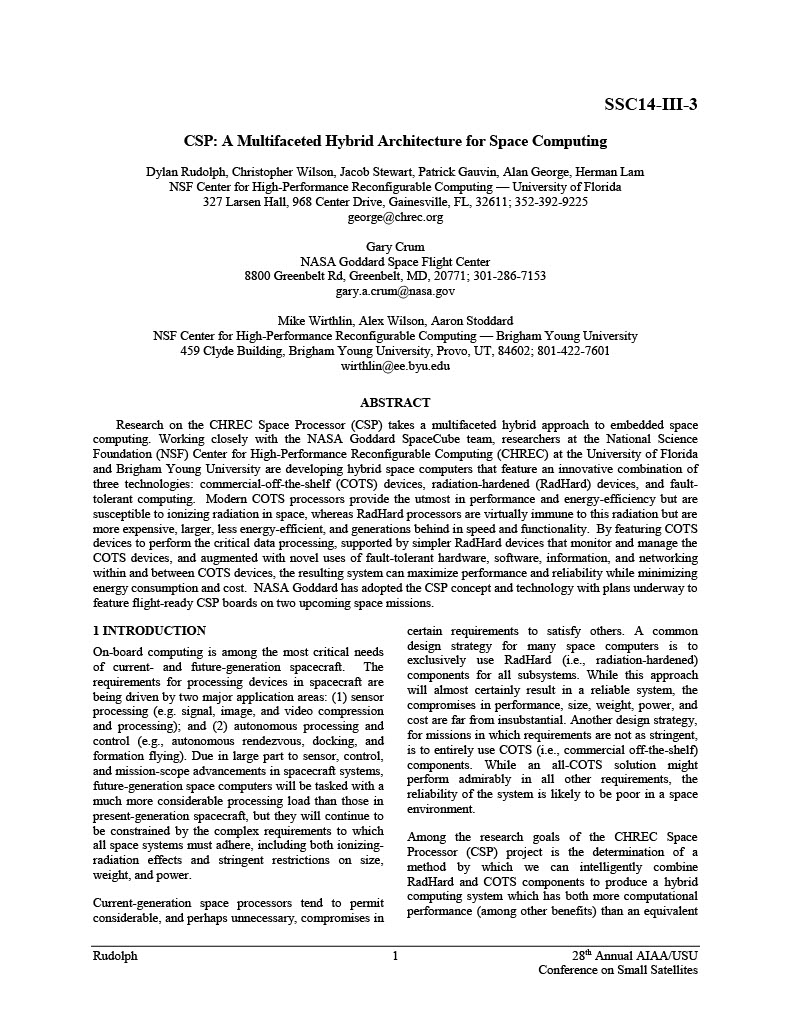 SSC14-III-3
CSP: A Multifaceted Hybrid Architecture for Space Computing
Dylan Rudolph, Christopher Wilson, Jacob Stewart, Patrick Gauvin, Alan George, Herman Lam
NSF Center for High-Performance Reconfigurable Computing — University of Florida
327 Larsen Hall, 968 Center Drive, Gainesville, FL, 32611; 352-392-9225
george@chrec.org
Gary Crum
NASA Goddard Space Flight Center
8800 Greenbelt Rd, Greenbelt, MD, 20771; 301-286-7153
gary.a.crum@nasa.gov
Mike Wirthlin, Alex Wilson, Aaron Stoddard
NSF Center for High-Performance Reconfigurable Computing — Brigham Young University
459 Clyde Building, Brigham Young University, Provo, UT, 84602; 801-422-7601
wirthlin@ee.byu.edu
ABSTRACT
Research on the CHREC Space Processor (CSP) takes a multifaceted hybrid approach to embedded space
computing. Working closely with the NASA Goddard SpaceCube team, researchers at the National Science
Foundation (NSF) Center for High-Performance Reconfigurable Computing (CHREC) at the University of Florida
and Brigham Young University are developing hybrid space computers that feature an innovative combination of
three technologies: commercial-off-the-shelf (COTS) devices, radiation-hardened (RadHard) devices, and fault-
tolerant computing. Modern COTS processors provide the utmost in performance and energy-efficiency but are
susceptible to ionizing radiation in space, whereas RadHard processors are virtually immune to this radiation but are
more expensive, larger, less energy-efficient, and generations behind in speed and functionality. By featuring COTS
devices to perform the critical data processing, supported by simpler RadHard devices that monitor and manage the
COTS devices, and augmented with novel uses of fault-tolerant hardware, software, information, and networking
within and between COTS devices, the resulting system can maximize performance and reliability while minimizing
energy consumption and cost. NASA Goddard has adopted the CSP concept and technology with plans underway to
feature flight-ready CSP boards on two upcoming space missions.
1 INTRODUCTION
On-board computing is among the most critical needs
of current- and future-generation spacecraft. The
requirements for processing devices in spacecraft are
being driven by two major application areas: (1) sensor
processing (e.g. signal, image, and video compression
and processing); and (2) autonomous processing and
control (e.g., autonomous rendezvous, docking, and
formation flying). Due in large part to sensor, control,
and mission-scope advancements in spacecraft systems,
future-generation space computers will be tasked with a
much more considerable processing load than those in
present-generation spacecraft, but they will continue to
be constrained by the complex requirements to which
all space systems must adhere, including both ionizing-
radiation effects and stringent restrictions on size,
weight, and power.
Current-generation space processors tend to permit
considerable, and perhaps unnecessary, compromises in
certain requirements to satisfy others. A common
design strategy for many space computers is to
exclusively use RadHard (i.e., radiation-hardened)
components for all subsystems. While this approach
will almost certainly result in a reliable system, the
compromises in performance, size, weight, power, and
cost are far from insubstantial. Another design strategy,
for missions in which requirements are not as stringent,
is to entirely use COTS (i.e., commercial off-the-shelf)
components. While an all-COTS solution might
perform admirably in all other requirements, the
reliability of the system is likely to be poor in a space
environment.
Among the research goals of the CHREC Space
Processor (CSP) project is the determination of a
method by which we can intelligently combine
RadHard and COTS components to produce a hybrid
computing system which has both more computational
performance (among other benefits) than an equivalent
Rudolph 1 28th Annual AIAA/USU
Conference on Small Satellites